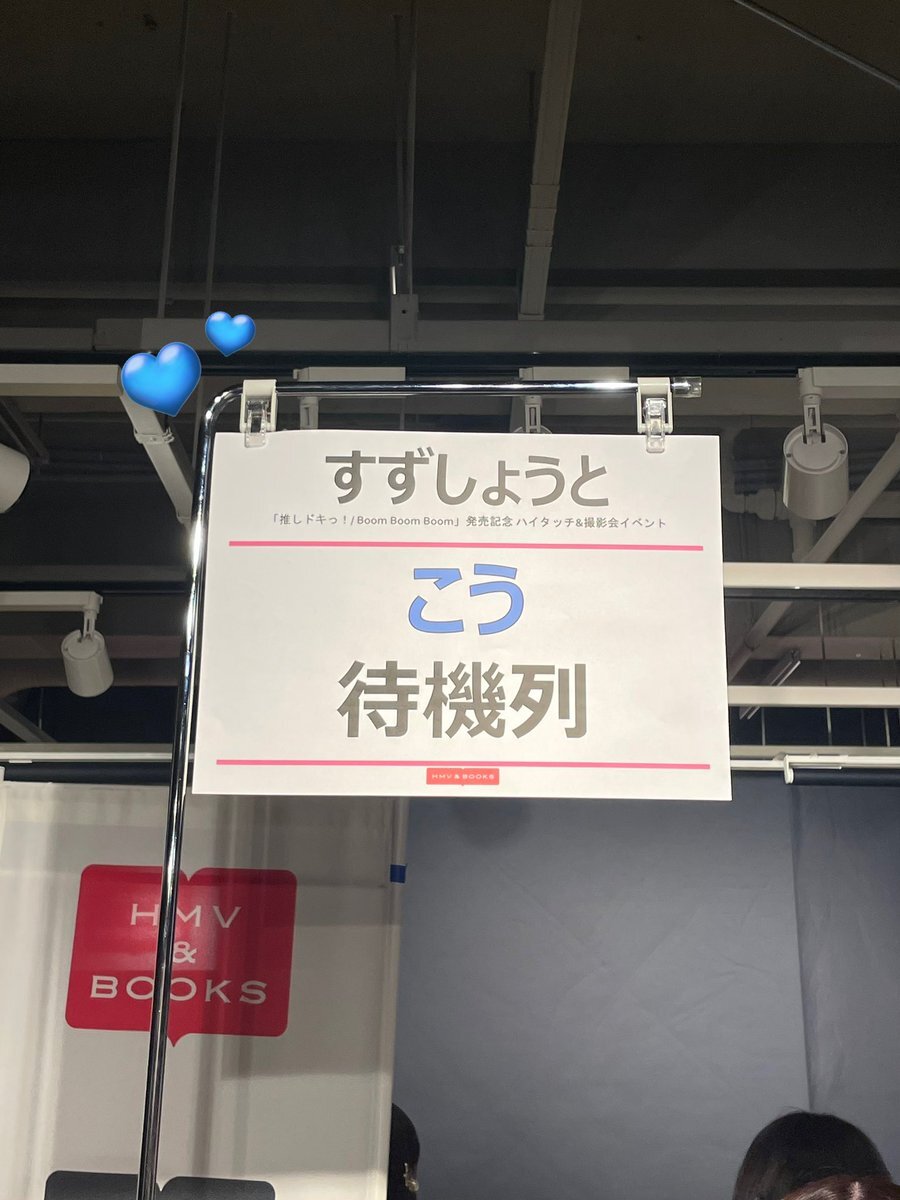 すずしょうと
「推しドキっ！/ Boom Boom Boom」発売記念 ハイタッチ&撮影会イベント
こう
待機列
HMV & BOOKS
HMV
&
BOOKS